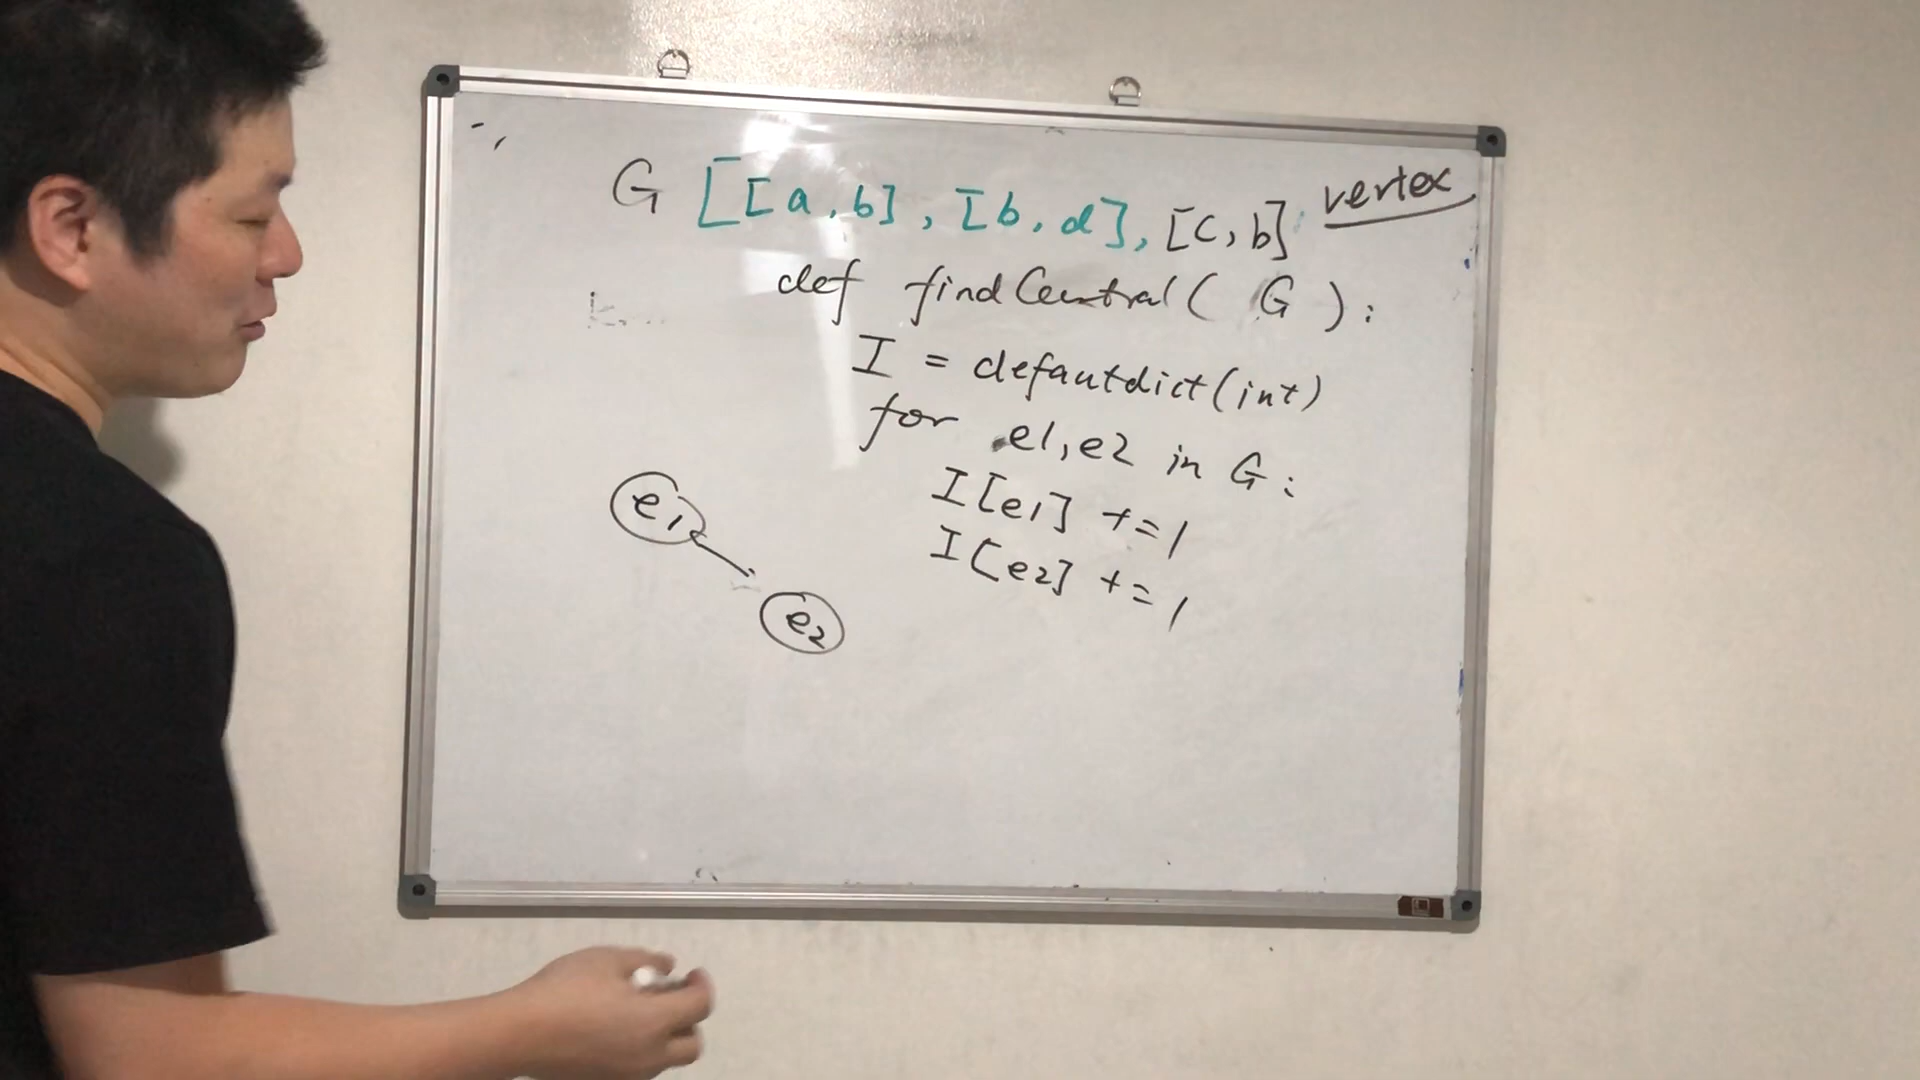 G [[a, b], [b, d], [c, b] vertex
def findCentral( G ):
I = defautdict(int)
for e1,e2 in G:
I[e1] +=1
I[e2] +=1
e1
e2